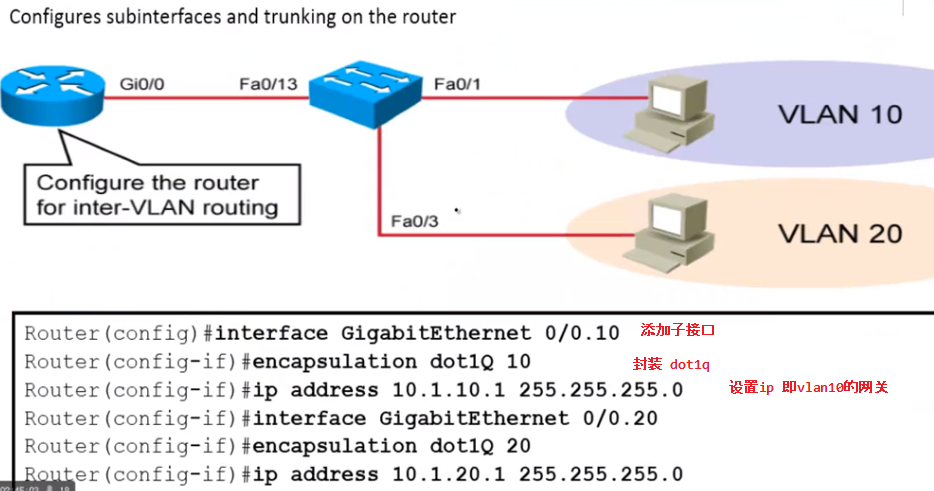 Configures subinterfaces and trunking on the router
Gi0/0
Fa0/13
Fa0/1
VLAN 10
Configure the router
for inter-VLAN routing
Fa0/3
VLAN 20
Router(config)#interface GigabitEthernet 0/0.10 添加子接口
Router(config-if)#encapsulation dot1Q 10 封装 dot1q
Router(config-if)#ip address 10.1.10.1 255.255.255.0 设置ip 即vlan10的网关
Router(config-if)#interface GigabitEthernet 0/0.20
Router(config-if)#encapsulation dot1Q 20
Router(config-if)#ip address 10.1.20.1 255.255.255.0